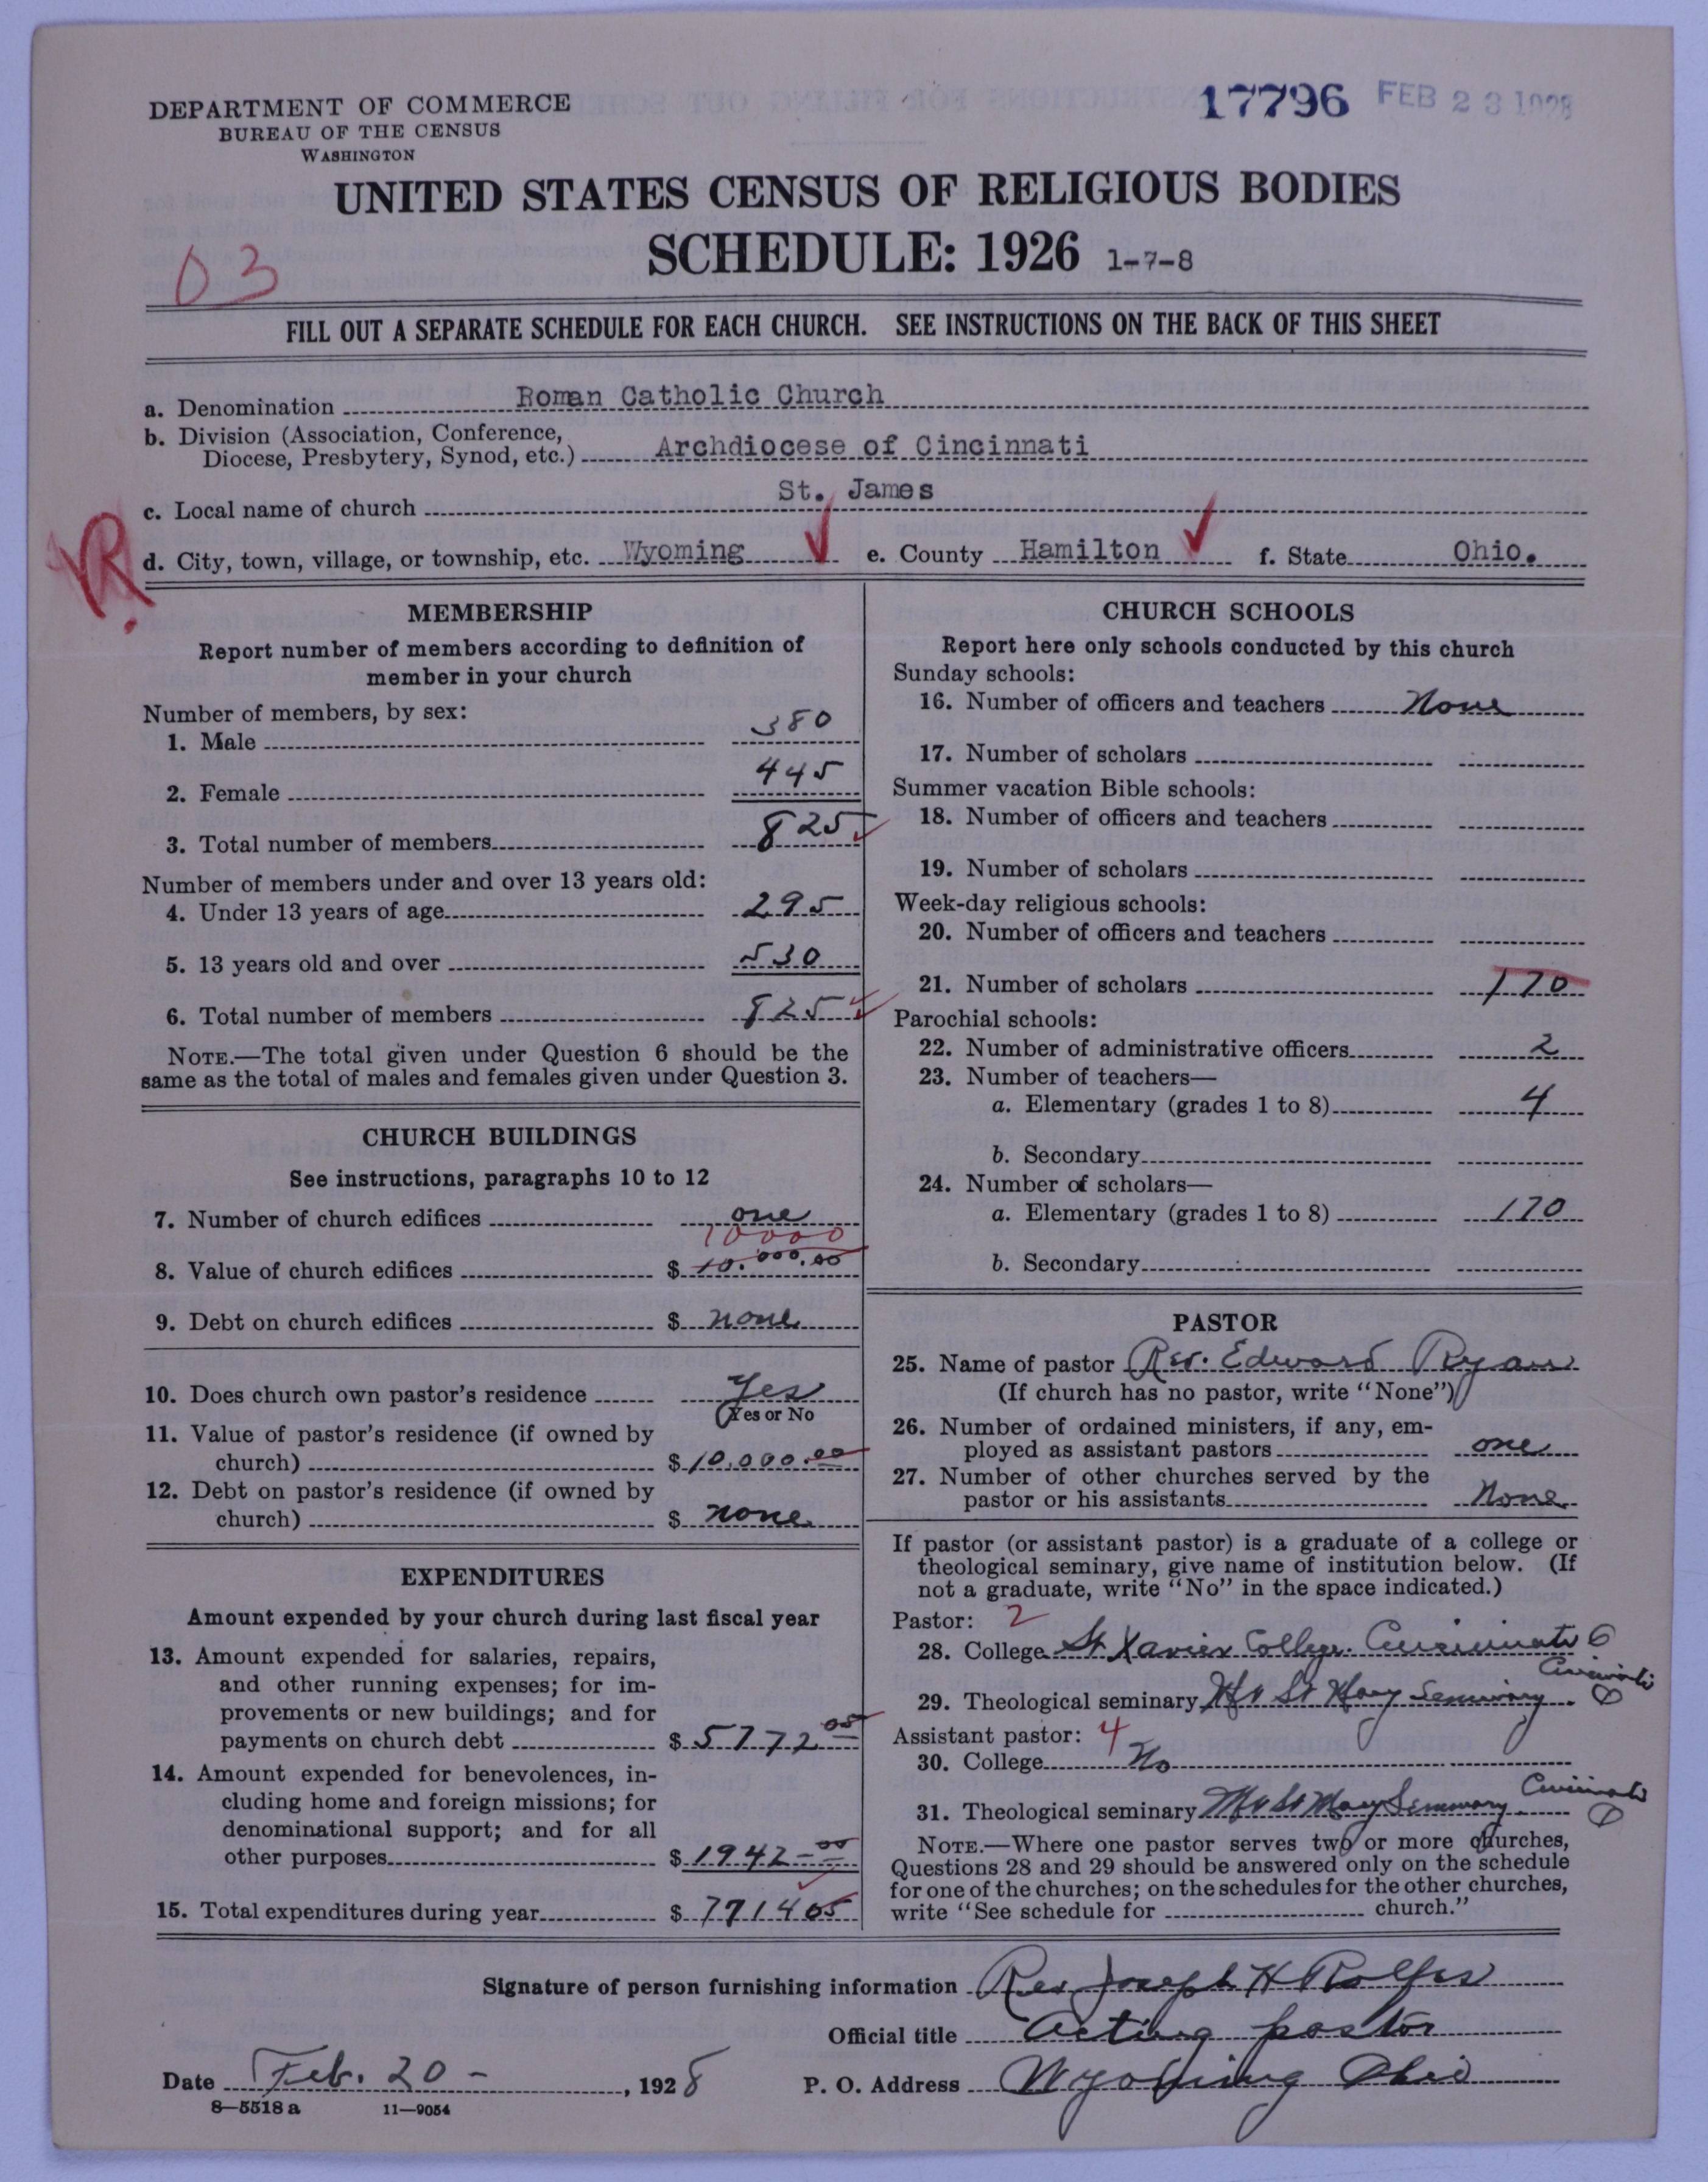 17796 FEB 23 1928
DEPARTMENT OF COMMERCE
BUREAU OF THE CENSUS
WASHINGTON
UNITED STATES CENSUS OF RELIGIOUS BODIES
SCHEDULE: 1926 1-7-8
03
FILL OUT A SEPARATE SCHEDULE FOR EACH CHURCH. SEE INSTRUCTIONS ON THE BACK OF THIS SHEET
a. Denomination Roman Catholic Church
b. Division (Association, Conference,
Diocese, Presbytery, Synod, etc.) Archdiocese of Cincinnati
c. Local name of church St. James
R.
d. City, town, village, or township, etc. Wyoming e. County Hamilton f. State Ohio.
MEMBERSHIP
Report number of members according to definition of
member in your church
Number of members, by sex:
1. Male 380
2. Female 445
3. Total number of members 825
Number of members under and over 13 years old:
4. Under 13 years of age 295
5. 13 years old and over 530
6. Total number of members 825
NOTE.—The total given under Question 6 should be the
same as the total of males and females given under Question 3.
CHURCH BUILDINGS
See instructions, paragraphs 10 to 12
7. Number of church edifices one
10000
8. Value of church edifices $ 10.000.00
9. Debt on church edifices $ none
10. Does church own pastor's residence Yes
Yes or No
11. Value of pastor's residence (if owned by
church) $ 10.000.00
12. Debt on pastor's residence (if owned by
church) $ none
EXPENDITURES
Amount expended by your church during last fiscal year
13. Amount expended for salaries, repairs,
and other running expenses; for im-
provements or new buildings; and for
payments on church debt $ 5772 05
14. Amount expended for benevolences, in-
cluding home and foreign missions; for
denominational support; and for all
other purposes $ 1942-00
15. Total expenditures during year $ 7714 05
CHURCH SCHOOLS
Report here only schools conducted by this church
Sunday schools:
16. Number of officers and teachers None
17. Number of scholars
Summer vacation Bible schools:
18. Number of officers and teachers
19. Number of scholars
Week-day religious schools:
20. Number of officers and teachers
21. Number of scholars 170
Parochial schools:
22. Number of administrative officers 2
23. Number of teachers—
a. Elementary (grades 1 to 8) 4
b. Secondary
24. Number of scholars—
a. Elementary (grades 1 to 8) 170
b. Secondary
PASTOR
25. Name of pastor Rev. Edward Ryan
(If church has no pastor, write "None")
26. Number of ordained ministers, if any, em-
ployed as assistant pastors one
27. Number of other churches served by the
pastor or his assistants None
If pastor (or assistant pastor) is a graduate of a college or
theological seminary, give name of institution below. (If
not a graduate, write "No" in the space indicated.)
Pastor: 2
28. College St Xavier College. Cincinnati O
Cincinnati
29. Theological seminary Mt St Mary Seminary O
Assistant pastor: 4
30. College No
Cincinnati
31. Theological seminary Mt St Mary Seminary O
NOTE.—Where one pastor serves two or more churches,
Questions 28 and 29 should be answered only on the schedule
for one of the churches; on the schedules for the other churches,
write "See schedule for church."
Signature of person furnishing information Rev Joseph H Rolfes
Official title Acting pastor
Date Feb. 20 -, 1928 P. O. Address Wyoming Ohio
8—5518 a 11—9054